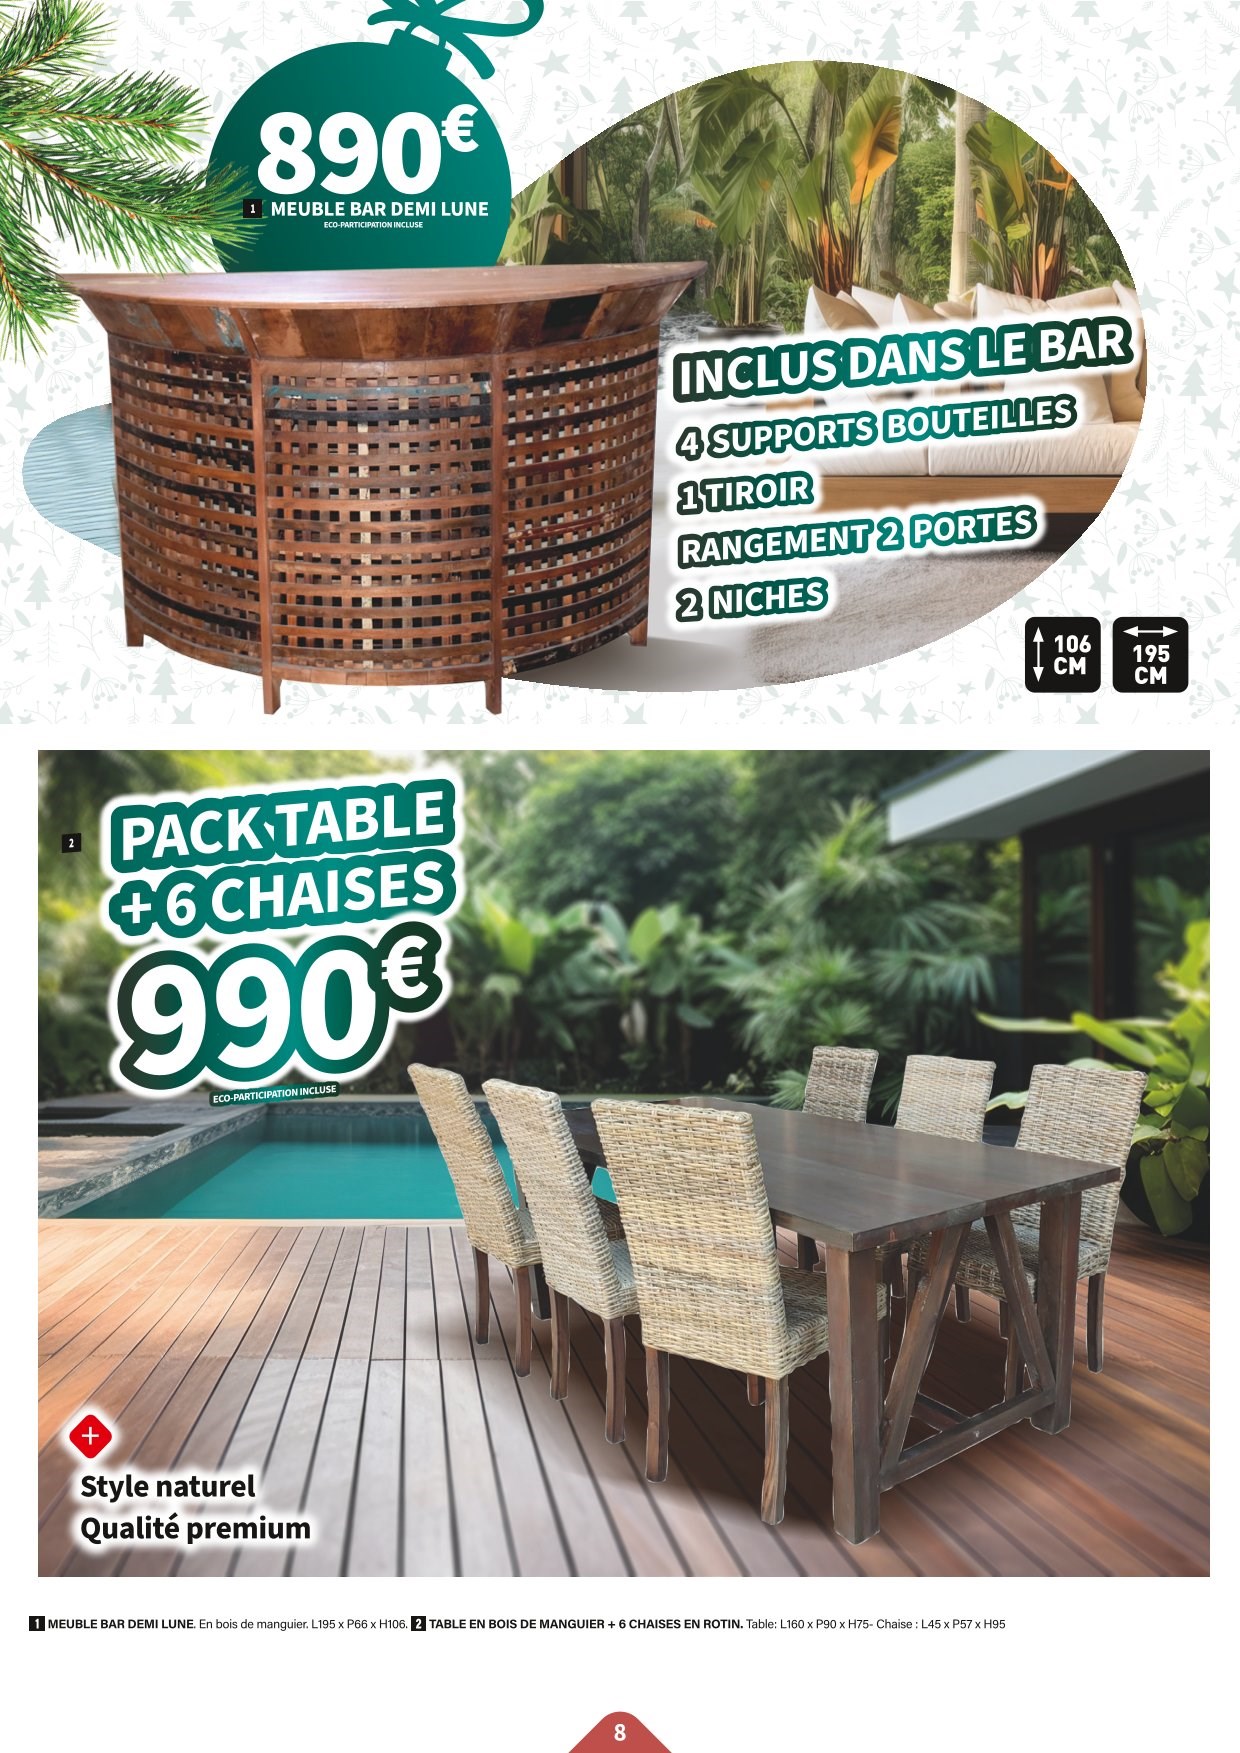 890€
1 MEUBLE BAR DEMI LUNE
ECO-PARTICIPATION INCLUSE
INCLUS DANS LE BAR
4 SUPPORTS BOUTEILLES
1 TIROIR
RANGEMENT 2 PORTES
2 NICHES
106 CM
195 CM
2
PACK TABLE
+ 6 CHAISES
990€
ECO-PARTICIPATION INCLUSE
+
Style naturel
Qualité premium
1 MEUBLE BAR DEMI LUNE. En bois de manguier. L195 x P66 x H106. 2 TABLE EN BOIS DE MANGUIER + 6 CHAISES EN ROTIN. Table: L160 x P90 x H75- Chaise : L45 x P57 x H95
8